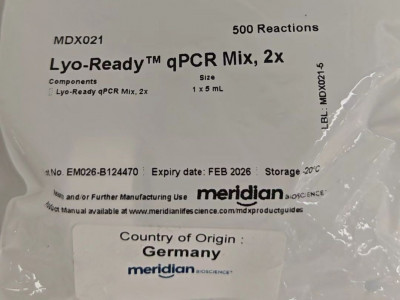 MDX021
500 Reactions
Lyo-Ready™ qPCR Mix, 2x
Components
Size
Lyo-Ready qPCR Mix, 2x
1 x 5 mL
LBL: MDX021-5
.No. EM026-B124470
Expiry date: FEB 2026
Storage -20°C
and/or Further Manufacturing Use
meridian BIOSCIENCE
Manual available at www.meridianlifescience.com/mdxproductguides
Country of Origin :
Germany
meridian BIOSCIENCE